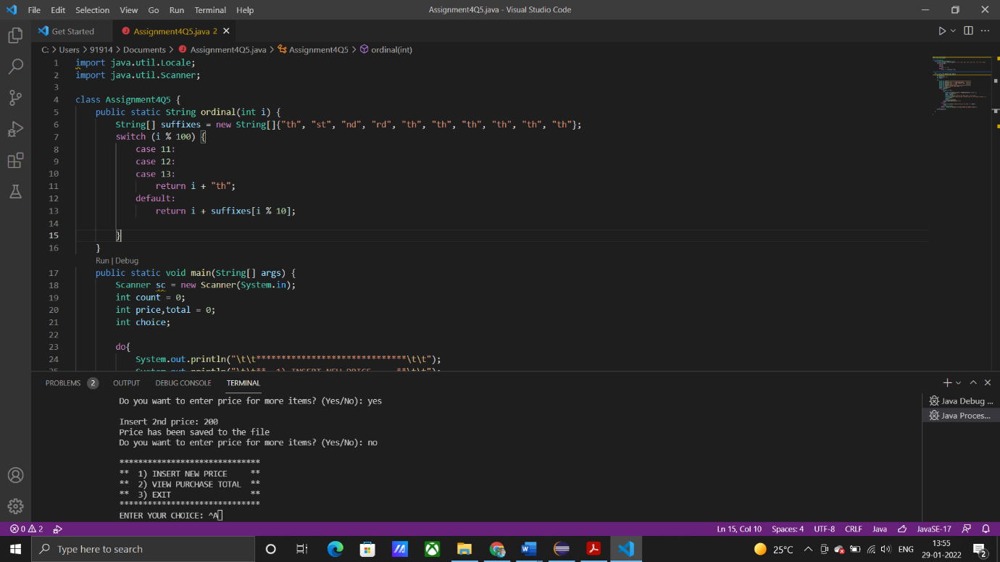 File Edit Selection View Go Run Terminal Help Assignment4Q5.java - Visual Studio Code
Get Started Assignment4Q5.java 2
C: > Users > 91914 > Documents > Assignment4Q5.java > Assignment4Q5 > ordinal(int)
1 import java.util.Locale;
2 import java.util.Scanner;
3
4 class Assignment4Q5 {
5 public static String ordinal(int i) {
6 String[] suffixes = new String[]{"th", "st", "nd", "rd", "th", "th", "th", "th", "th", "th"};
7 switch (i % 100) {
8 case 11:
9 case 12:
10 case 13:
11 return i + "th";
12 default:
13 return i + suffixes[i % 10];
14
15 }
16 }
Run | Debug
17 public static void main(String[] args) {
18 Scanner sc = new Scanner(System.in);
19 int count = 0;
20 int price,total = 0;
21 int choice;
22
23 do{
24 System.out.println("\t\t******************************\t\t");
25 System.out.println("\t\t** 1) INSERT NEW PRICE **\t\t");
PROBLEMS 2 OUTPUT DEBUG CONSOLE TERMINAL
Do you want to enter price for more items? (Yes/No): yes
Java Debug ...
Java Proces...
Insert 2nd price: 200
Price has been saved to the file
Do you want to enter price for more items? (Yes/No): no
******************************
** 1) INSERT NEW PRICE **
** 2) VIEW PURCHASE TOTAL **
** 3) EXIT **
******************************
ENTER YOUR CHOICE: ^A
0 2 Ln 15, Col 10 Spaces: 4 UTF-8 CRLF Java JavaSE-17
Type here to search 25°C ENG 13:55
29-01-2022 2